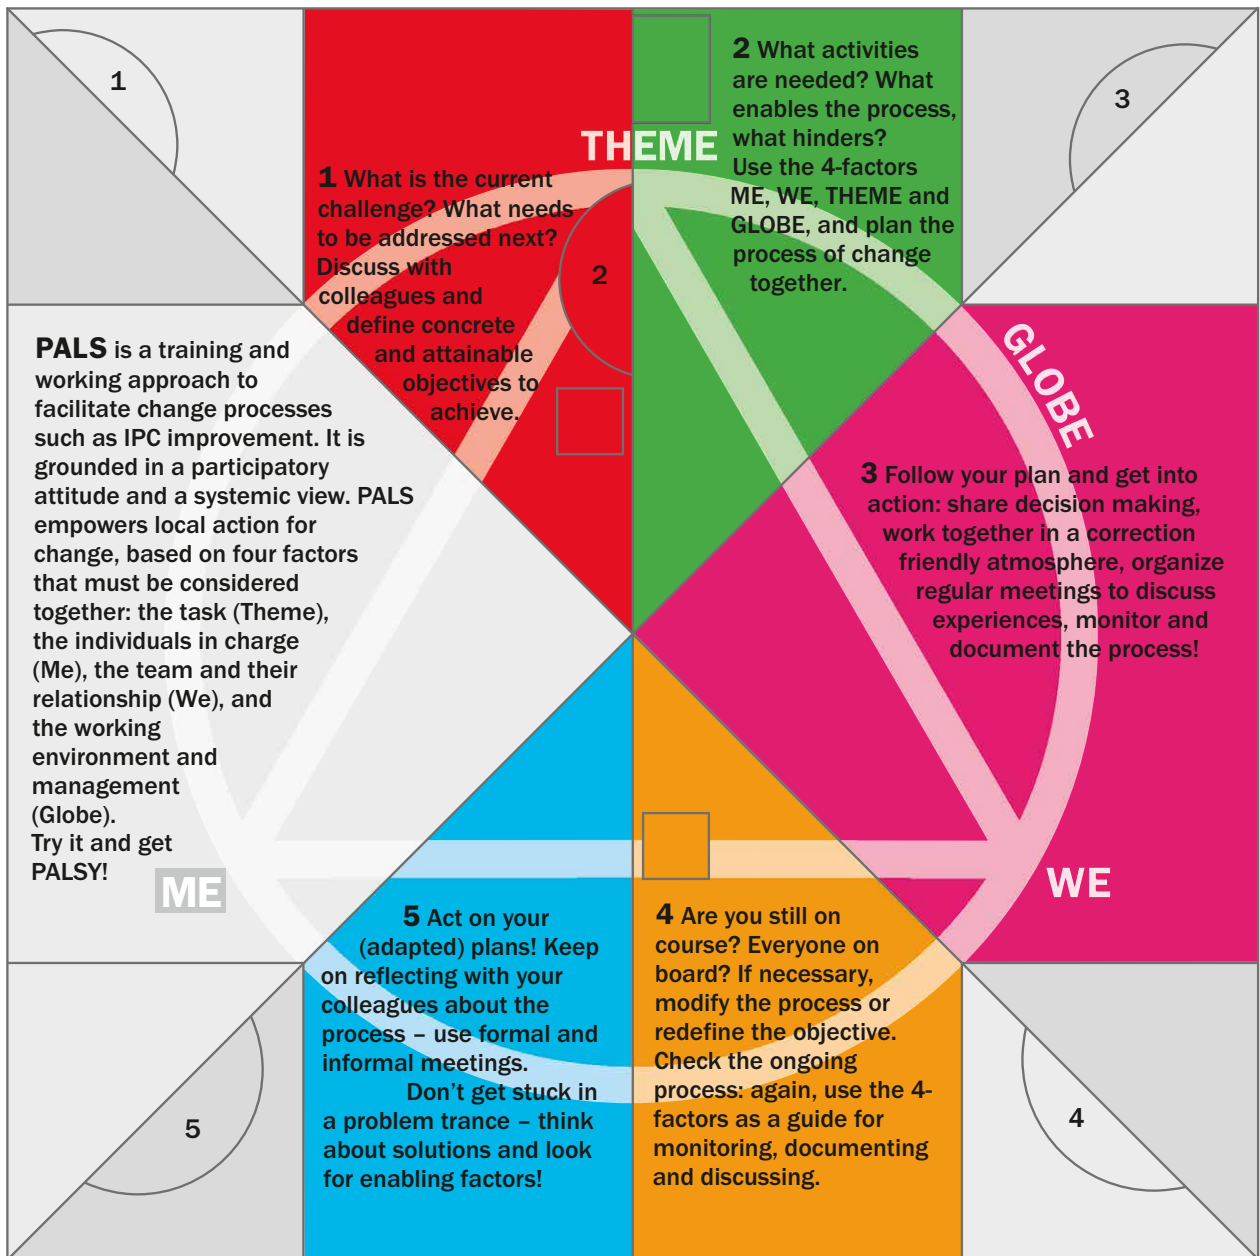 1
3
THEME
1 What is the current
challenge? What needs
to be addressed next?
Discuss with
colleagues and
define concrete
and attainable
objectives to
achieve.
2
2 What activities
are needed? What
enables the process,
what hinders?
Use the 4-factors
ME, WE, THEME and
GLOBE, and plan the
process of change
together.
GLOBE
PALS is a training and
working approach to
facilitate change processes
such as IPC improvement. It is
grounded in a participatory
attitude and a systemic view. PALS
empowers local action for
change, based on four factors
that must be considered
together: the task (Theme),
the individuals in charge
(Me), the team and their
relationship (We), and
the working
environment and
management
(Globe).
Try it and get
PALSY!
3 Follow your plan and get into
action: share decision making,
work together in a correction
friendly atmosphere, organize
regular meetings to discuss
experiences, monitor and
document the process!
ME
WE
5 Act on your
(adapted) plans! Keep
on reflecting with your
colleagues about the
process – use formal and
informal meetings.
Don’t get stuck in
a problem trance – think
about solutions and look
for enabling factors!
4 Are you still on
course? Everyone on
board? If necessary,
modify the process or
redefine the objective.
Check the ongoing
process: again, use the 4-
factors as a guide for
monitoring, documenting
and discussing.
5
4